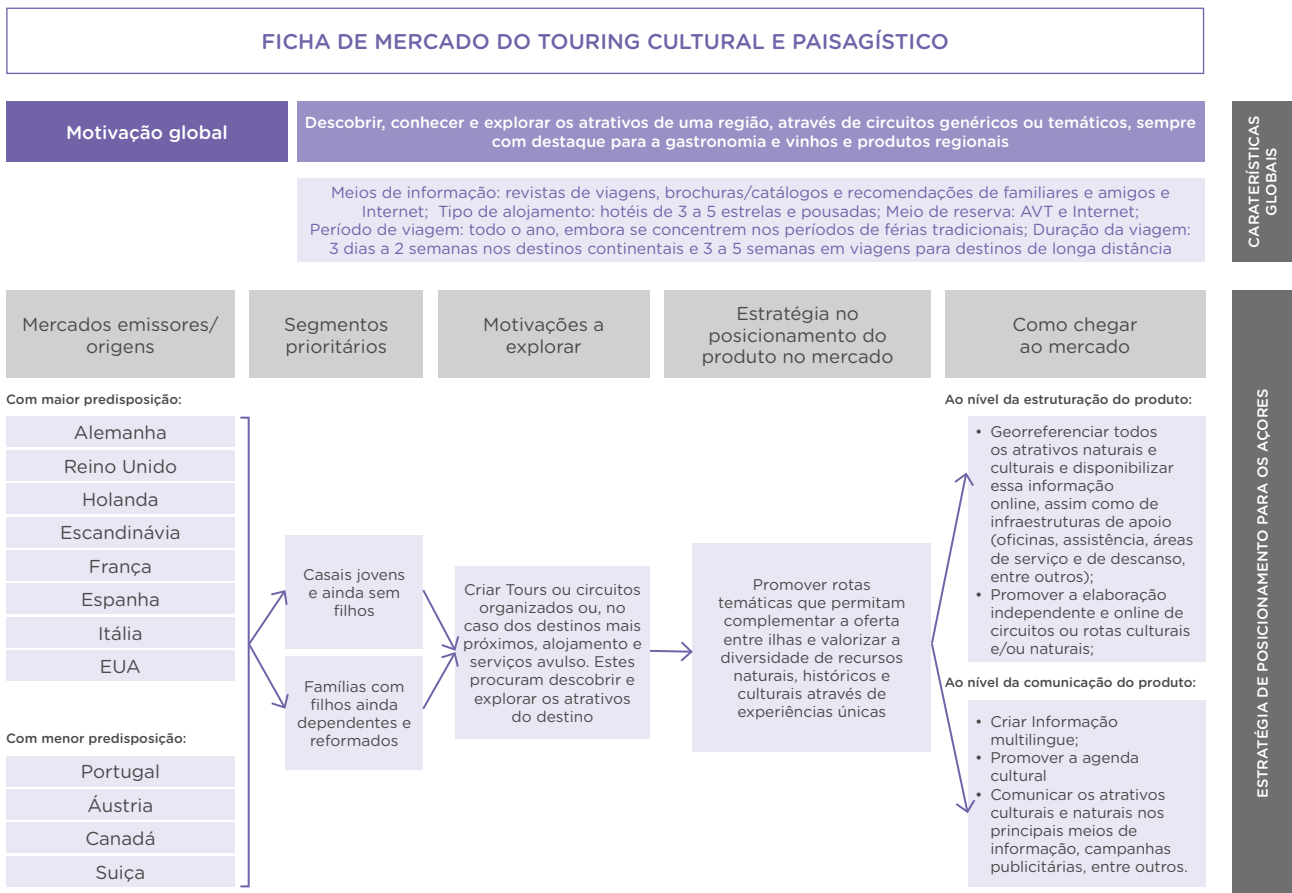 FICHA DE MERCADO DO TOURING CULTURAL E PAISAGÍSTICO
Motivação global
Descobrir, conhecer e explorar os atrativos de uma região, através de circuitos genéricos ou temáticos, sempre
com destaque para a gastronomia e vinhos e produtos regionais
Meios de informação: revistas de viagens, brochuras/catálogos e recomendações de familiares e amigos e
Internet; Tipo de alojamento: hotéis de 3 a 5 estrelas e pousadas; Meio de reserva: AVT e Internet;
Período de viagem: todo o ano, embora se concentrem nos períodos de férias tradicionais; Duração da viagem:
3 dias a 2 semanas nos destinos continentais e 3 a 5 semanas em viagens para destinos de longa distância
CARATERÍSTICAS
GLOBAIS
Mercados emissores/
origens
Segmentos
prioritários
Motivações a
explorar
Estratégia no
posicionamento do
produto no mercado
Como chegar
ao mercado
Com maior predisposição:
Alemanha
Reino Unido
Holanda
Escandinávia
França
Espanha
Itália
EUA
Com menor predisposição:
Portugal
Áustria
Canadá
Suiça
Casais jovens
e ainda sem
filhos
Famílias com
filhos ainda
dependentes e
reformados
Criar Tours ou circuitos
organizados ou, no
caso dos destinos mais
próximos, alojamento e
serviços avulso. Estes
procuram descobrir e
explorar os atrativos
do destino
Promover rotas
temáticas que permitam
complementar a oferta
entre ilhas e valorizar a
diversidade de recursos
naturais, históricos e
culturais através de
experiências únicas
Ao nível da estruturação do produto:
• Georreferenciar todos
os atrativos naturais e
culturais e disponibilizar
essa informação
online, assim como de
infraestruturas de apoio
(oficinas, assistência, áreas
de serviço e de descanso,
entre outros);
• Promover a elaboração
independente e online de
circuitos ou rotas culturais
e/ou naturais;
Ao nível da comunicação do produto:
• Criar Informação
multilingue;
• Promover a agenda
cultural
• Comunicar os atrativos
culturais e naturais nos
principais meios de
informação, campanhas
publicitárias, entre outros.
ESTRATÉGIA DE POSICIONAMENTO PARA OS AÇORES